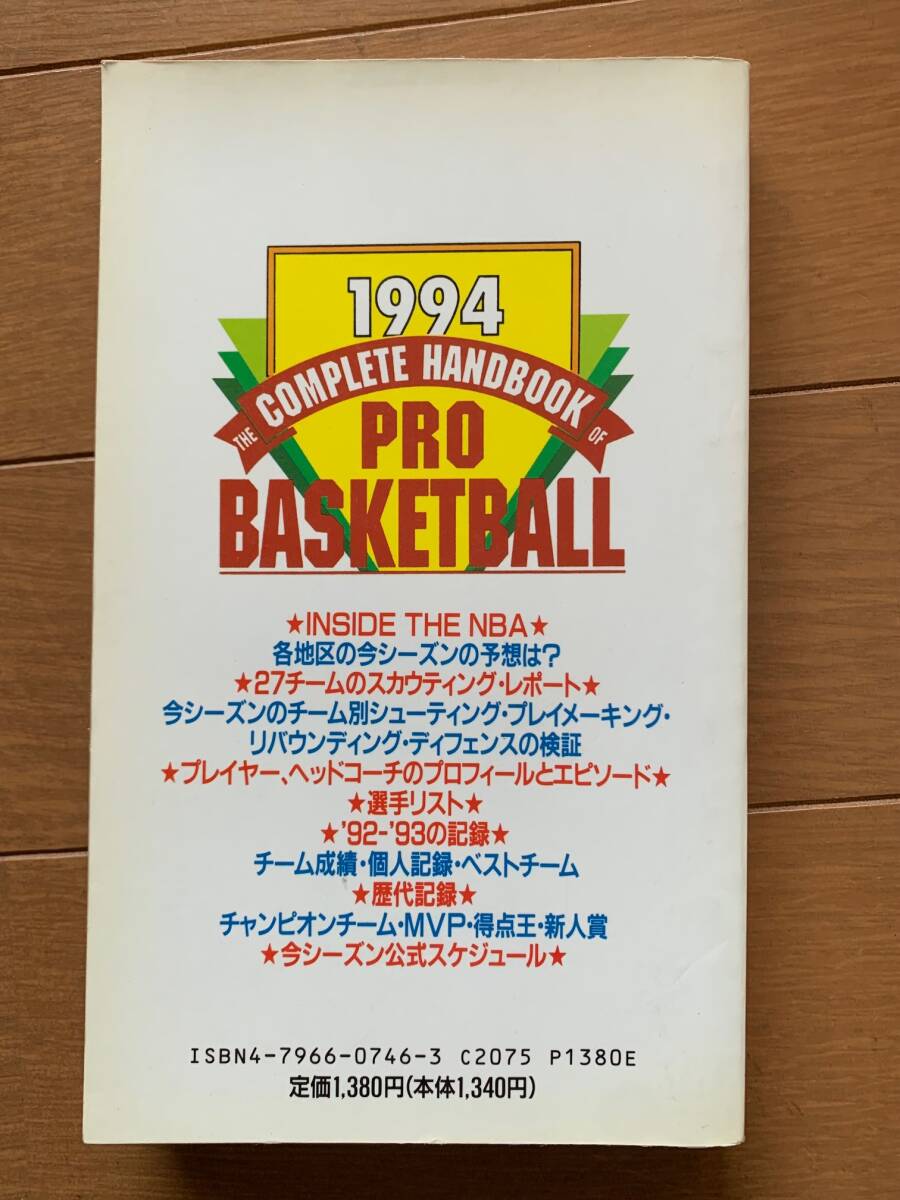 1994
THE COMPLETE HANDBOOK OF
PRO
BASKETBALL
★INSIDE THE NBA★
各地区の今シーズンの予想は?
★27チームのスカウティング・レポート★
今シーズンのチーム別シューティング・プレイメーキング・
リバウンディング・ディフェンスの検証
★プレイヤー、ヘッドコーチのプロフィールとエピソード★
★選手リスト★
★'92-'93の記録★
チーム成績・個人記録・ベストチーム
★歴代記録★
チャンピオンチーム・MVP・得点王・新人賞
★今シーズン公式スケジュール★
ISBN4-7966-0746-3 C2075 P1380E
定価1,380円(本体1,340円)